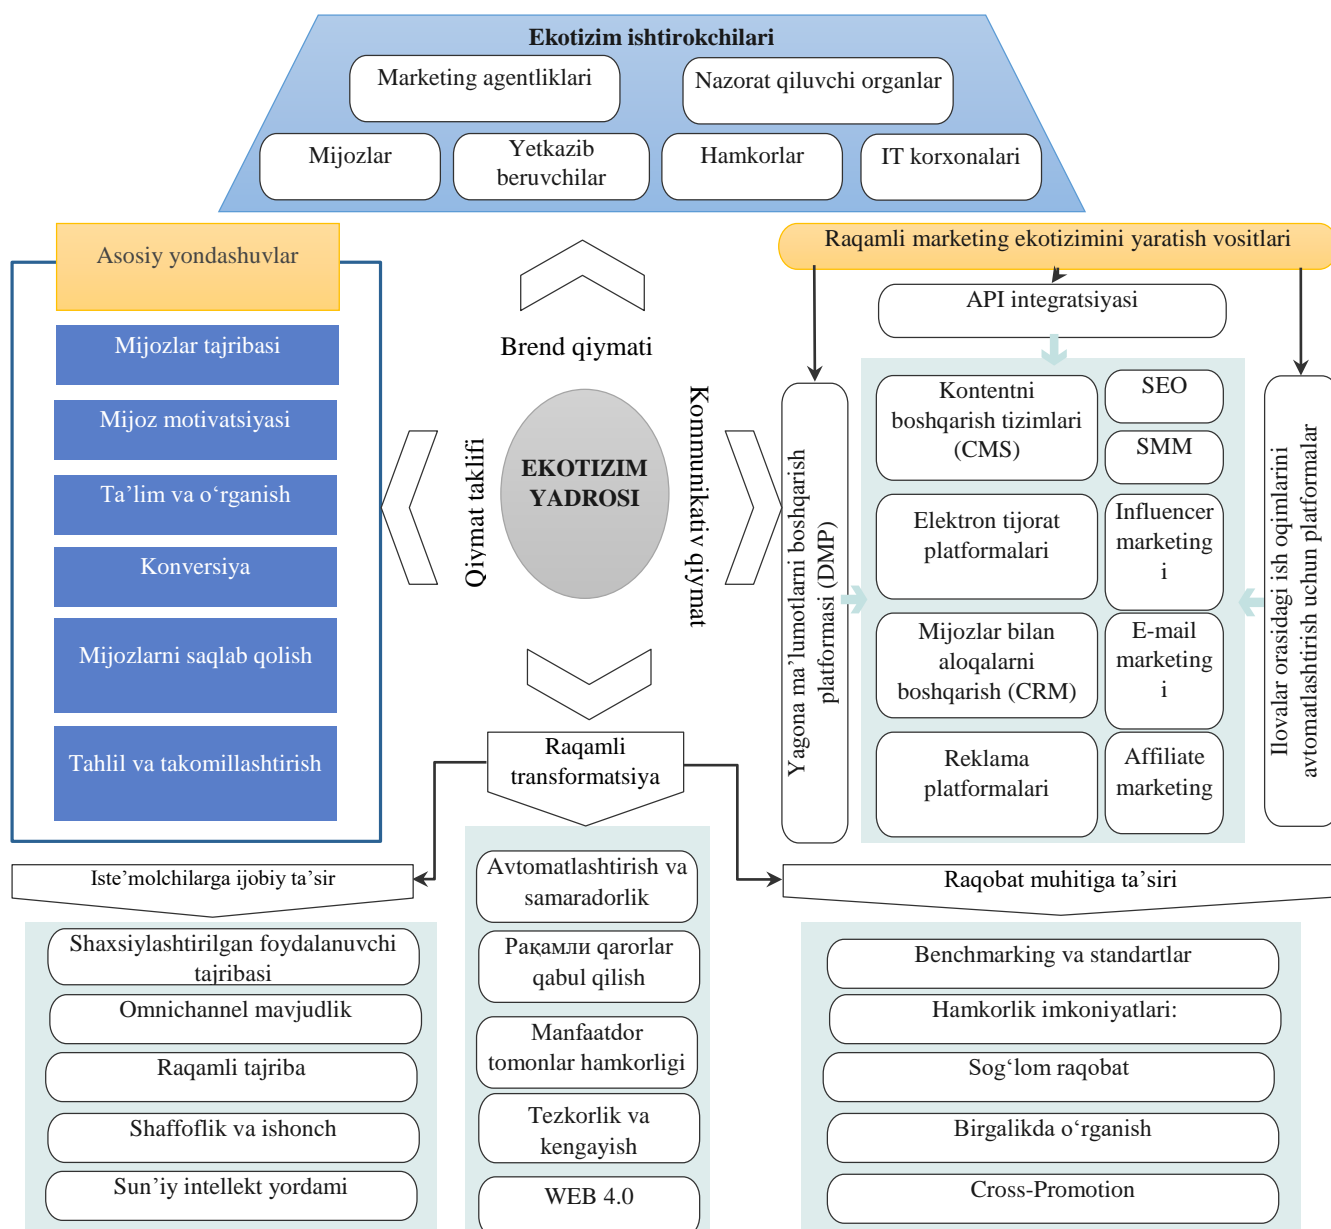 Ekotizim ishtirokchilari
Marketing agentliklari
Nazorat qiluvchi organlar
Mijozlar
Yetkazib
beruvchilar
Hamkorlar
IT korxonalari
Asosiy yondashuvlar
Mijozlar tajribasi
Mijoz motivatsiyasi
Ta’lim va o‘rganish
Konversiya
Mijozlarni saqlab qolish
Tahlil va takomillashtirish
Brend qiymati
Qiymat taklifi
EKOTIZIM
YADROSI
Kommunikativ qiymat
Raqamli marketing ekotizimini yaratish vositlari
API integratsiyasi
Yagona ma’lumotlarni boshqarish
platformasi (DMP)
Kontentni
boshqarish tizimlari
(CMS)
SEO
SMM
Elektron tijorat
platformalari
Influencer
marketing
i
Mijozlar bilan
aloqalarni
boshqarish (CRM)
E-mail
marketing
i
Reklama
platformalari
Affiliate
marketing
Ilovalar orasidagi ish oqimlarini
avtomatlashtirish uchun platformalar
Raqamli
transformatsiya
Iste’molchilarga ijobiy ta’sir
Shaxsiylashtirilgan foydalanuvchi
tajribasi
Omnichannel mavjudlik
Raqamli tajriba
Shaffoflik va ishonch
Sun’iy intellekt yordami
Avtomatlashtirish va
samaradorlik
Рақамли qarorlar
qabul qilish
Manfaatdor
tomonlar hamkorligi
Tezkorlik va
kengayish
WEB 4.0
Raqobat muhitiga ta’siri
Benchmarking va standartlar
Hamkorlik imkoniyatlari:
Sog‘lom raqobat
Birgalikda o‘rganish
Cross-Promotion